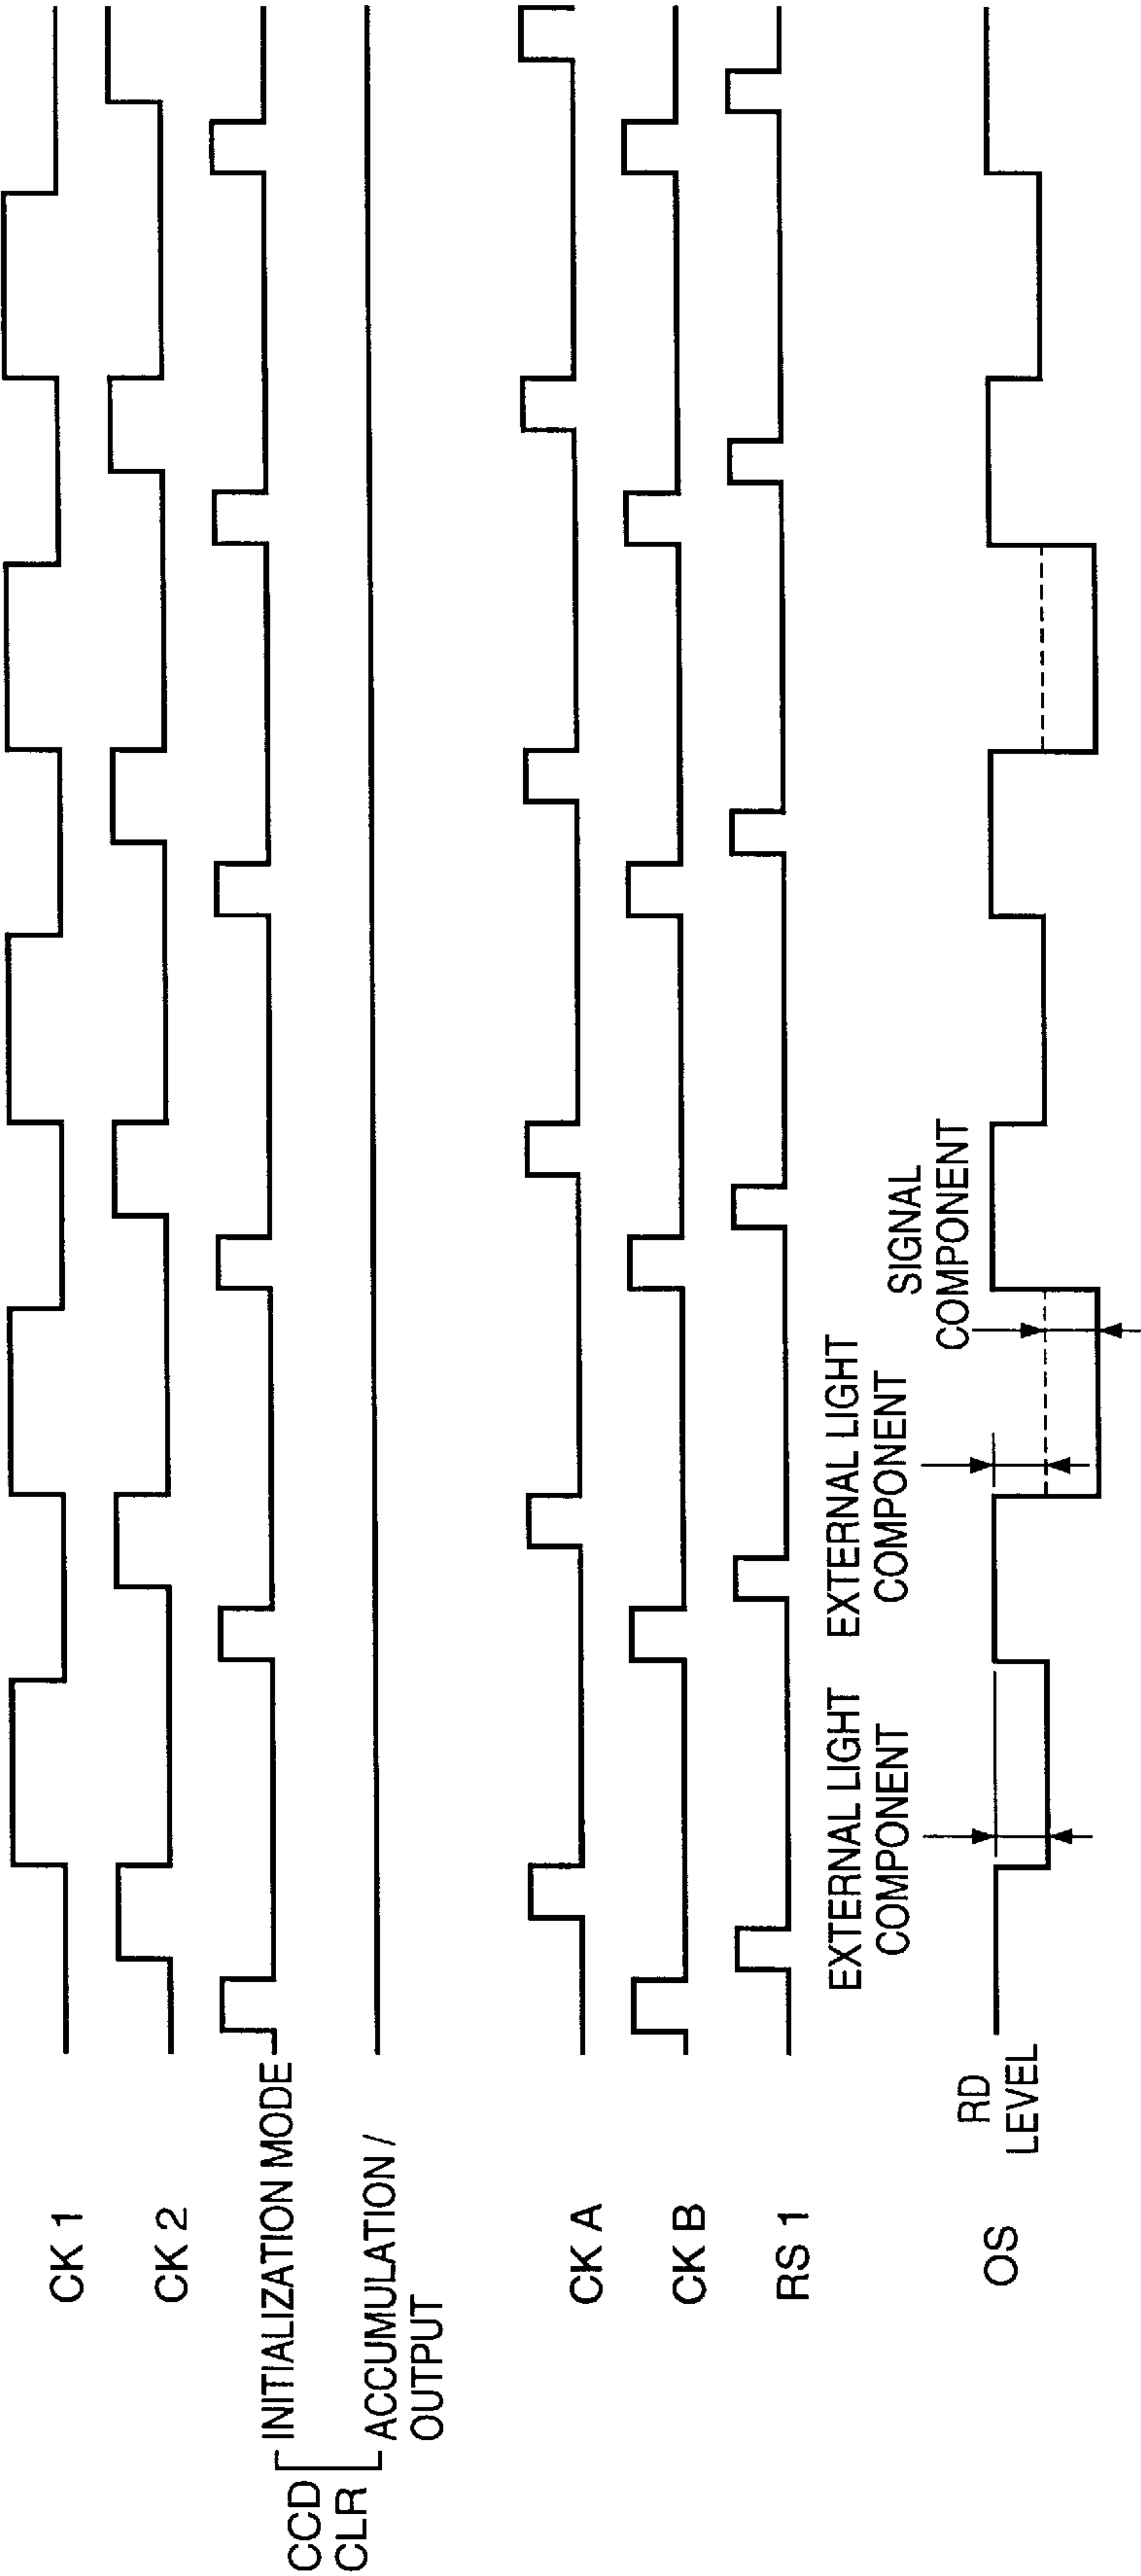 CK 1
CK 2
CCD
CLR
INITIALIZATION MODE
ACCUMULATION /
OUTPUT
CK A
CK B
RS 1
OS
RD
LEVEL
EXTERNAL LIGHT
COMPONENT
EXTERNAL LIGHT
COMPONENT
SIGNAL
COMPONENT